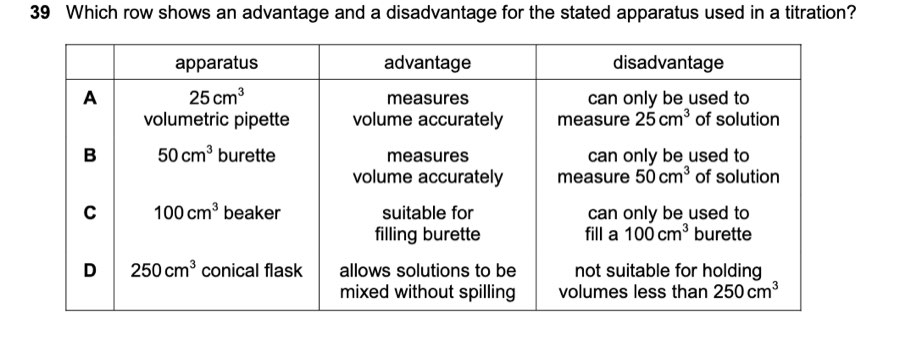 39 Which row shows an advantage and a disadvantage for the stated apparatus used in a titration?
apparatus advantage disadvantage
A 25 cm³ volumetric pipette measures volume accurately can only be used to measure 25 cm³ of solution
B 50 cm³ burette measures volume accurately can only be used to measure 50 cm³ of solution
C 100 cm³ beaker suitable for filling burette can only be used to fill a 100 cm³ burette
D 250 cm³ conical flask allows solutions to be mixed without spilling not suitable for holding volumes less than 250 cm³